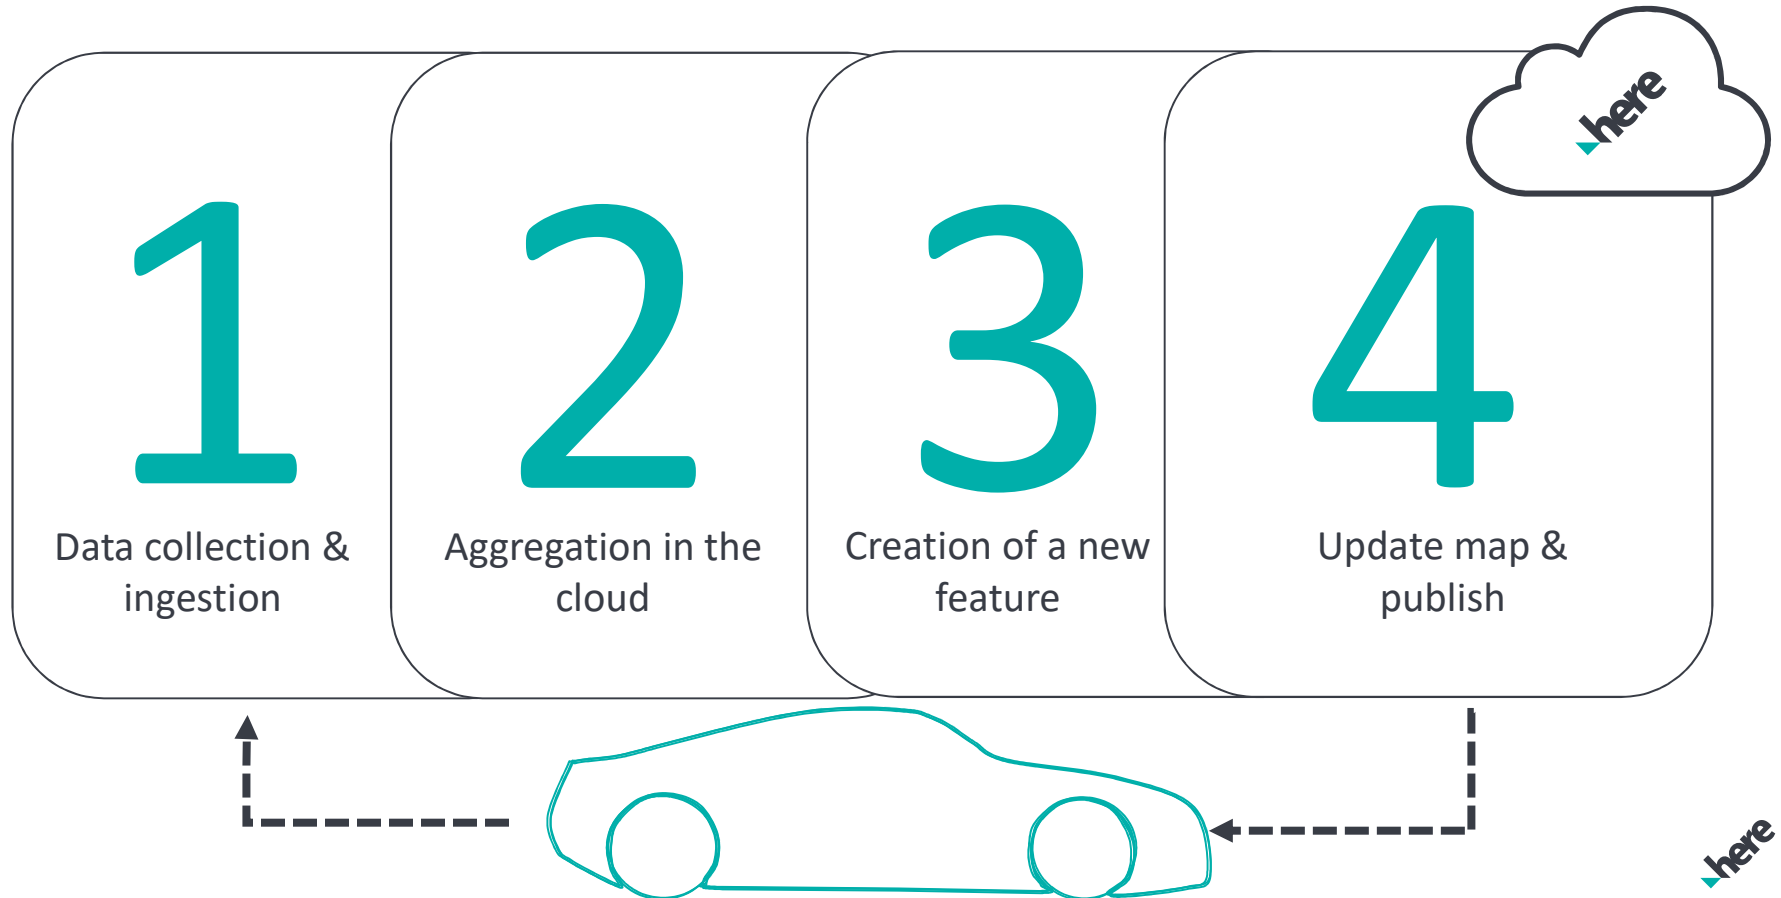 here
1
Data collection &
ingestion
2
Aggregation in the
cloud
3
Creation of a new
feature
4
Update map &
publish
here